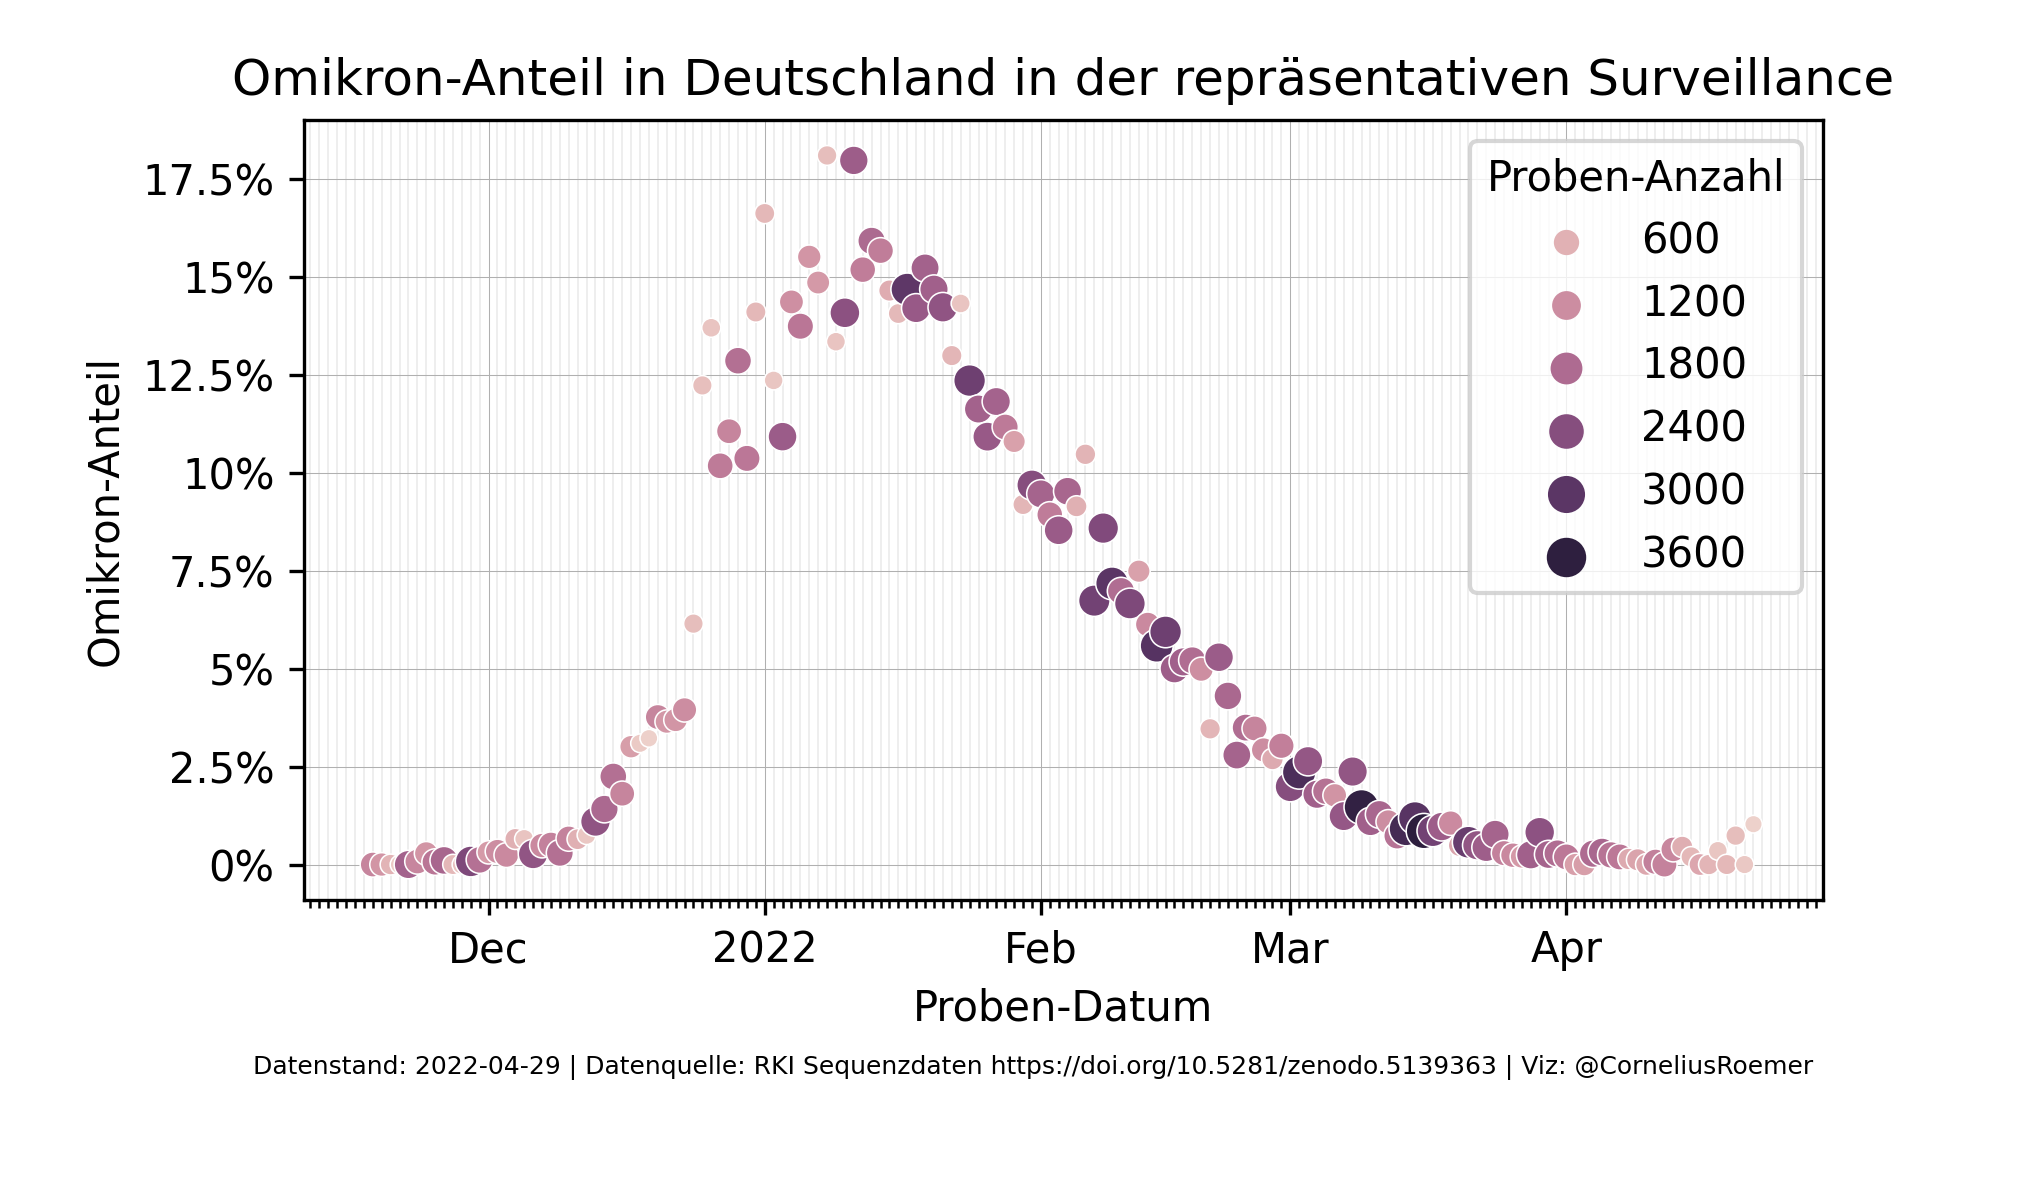 Omikron-Anteil in Deutschland in der repräsentativen Surveillance
Omikron-Anteil
17.5%
15%
12.5%
10%
7.5%
5%
2.5%
0%
Proben-Anzahl
600
1200
1800
2400
3000
3600
Dec 2022 Feb Mar Apr
Proben-Datum
Datenstand: 2022-04-29 | Datenquelle: RKI Sequenzdaten https://doi.org/10.5281/zenodo.5139363 | Viz: @CorneliusRoemer